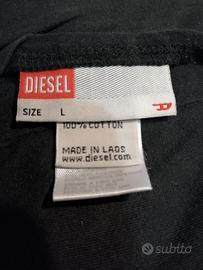 DIESEL
SIZE L
100% COTTON
MADE IN LAOS
www.diesel.com
subito